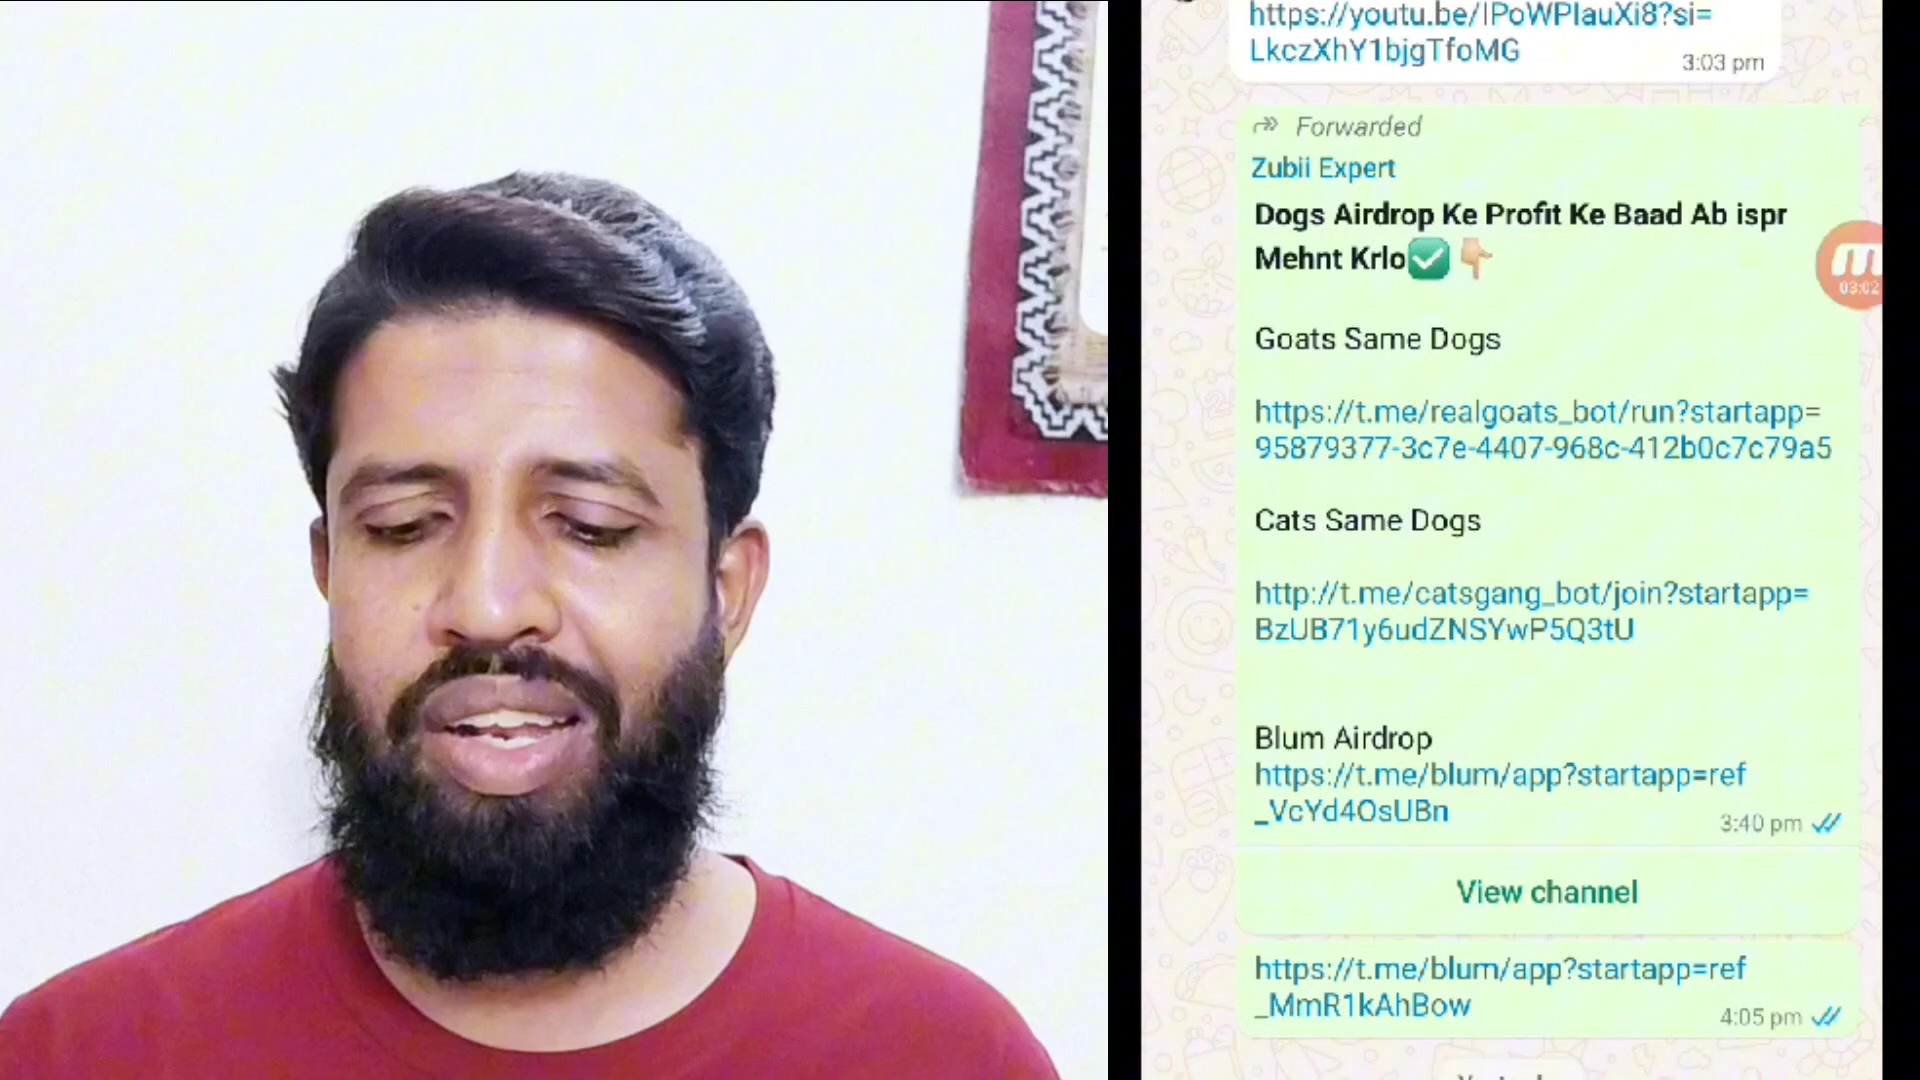 https://youtu.be/IPoWPIauXi8?si=
LkczXhY1bjgTfoMG
3:03 pm
Forwarded
Zubii Expert
Dogs Airdrop Ke Profit Ke Baad Ab ispr
Mehnt Krlo✅👇🏻
03:02
Goats Same Dogs
https://t.me/realgoats_bot/run?startapp=
95879377-3c7e-4407-968c-412b0c7c79a5
Cats Same Dogs
http://t.me/catsgang_bot/join?startapp=
BzUB71y6udZNSYwP5Q3tU
Blum Airdrop
https://t.me/blum/app?startapp=ref
_VcYd4OsUBn
3:40 pm
View channel
https://t.me/blum/app?startapp=ref
_MmR1kAhBow
4:05 pm